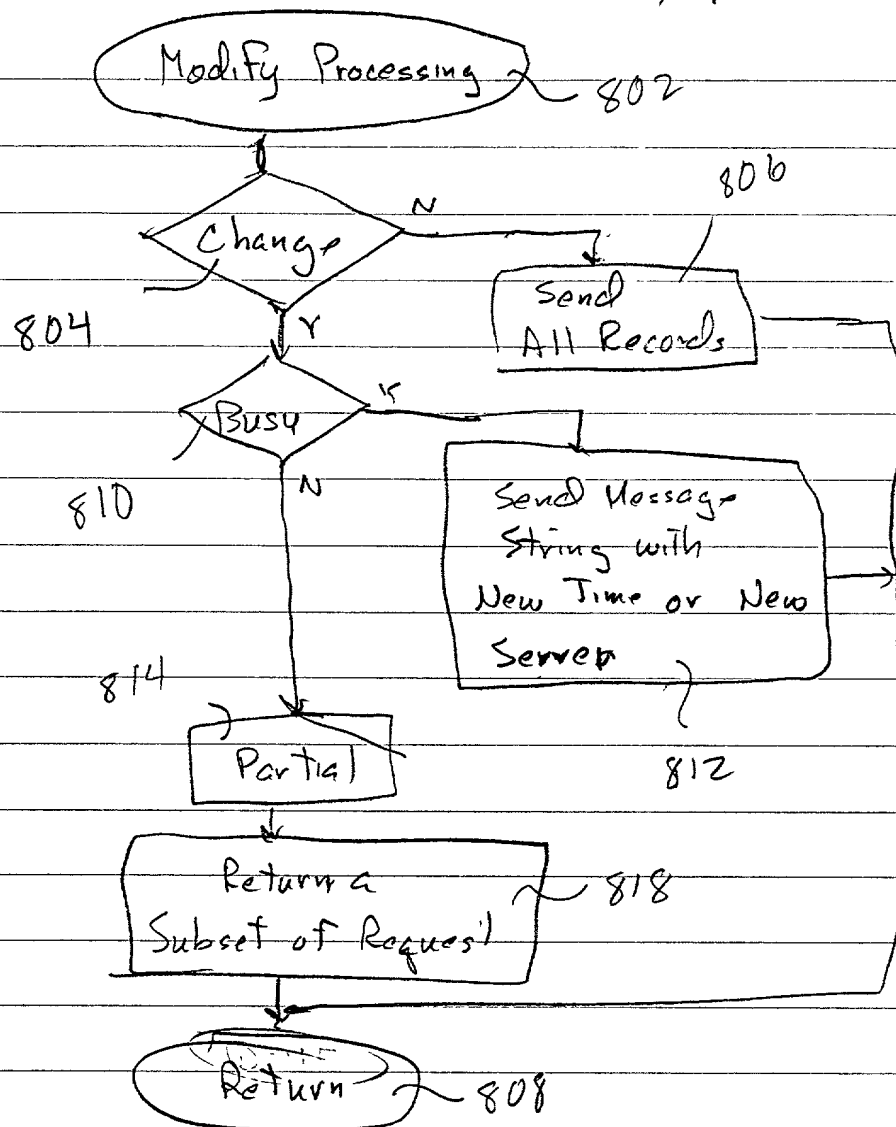 Modify Processing
802
806
N
Change
Send
All Records
804
Y
Busy
Y
810
N
Send Message
String with
New Time or New
Server
814
Partial
812
Return a
Subset of Request
818
Return
808